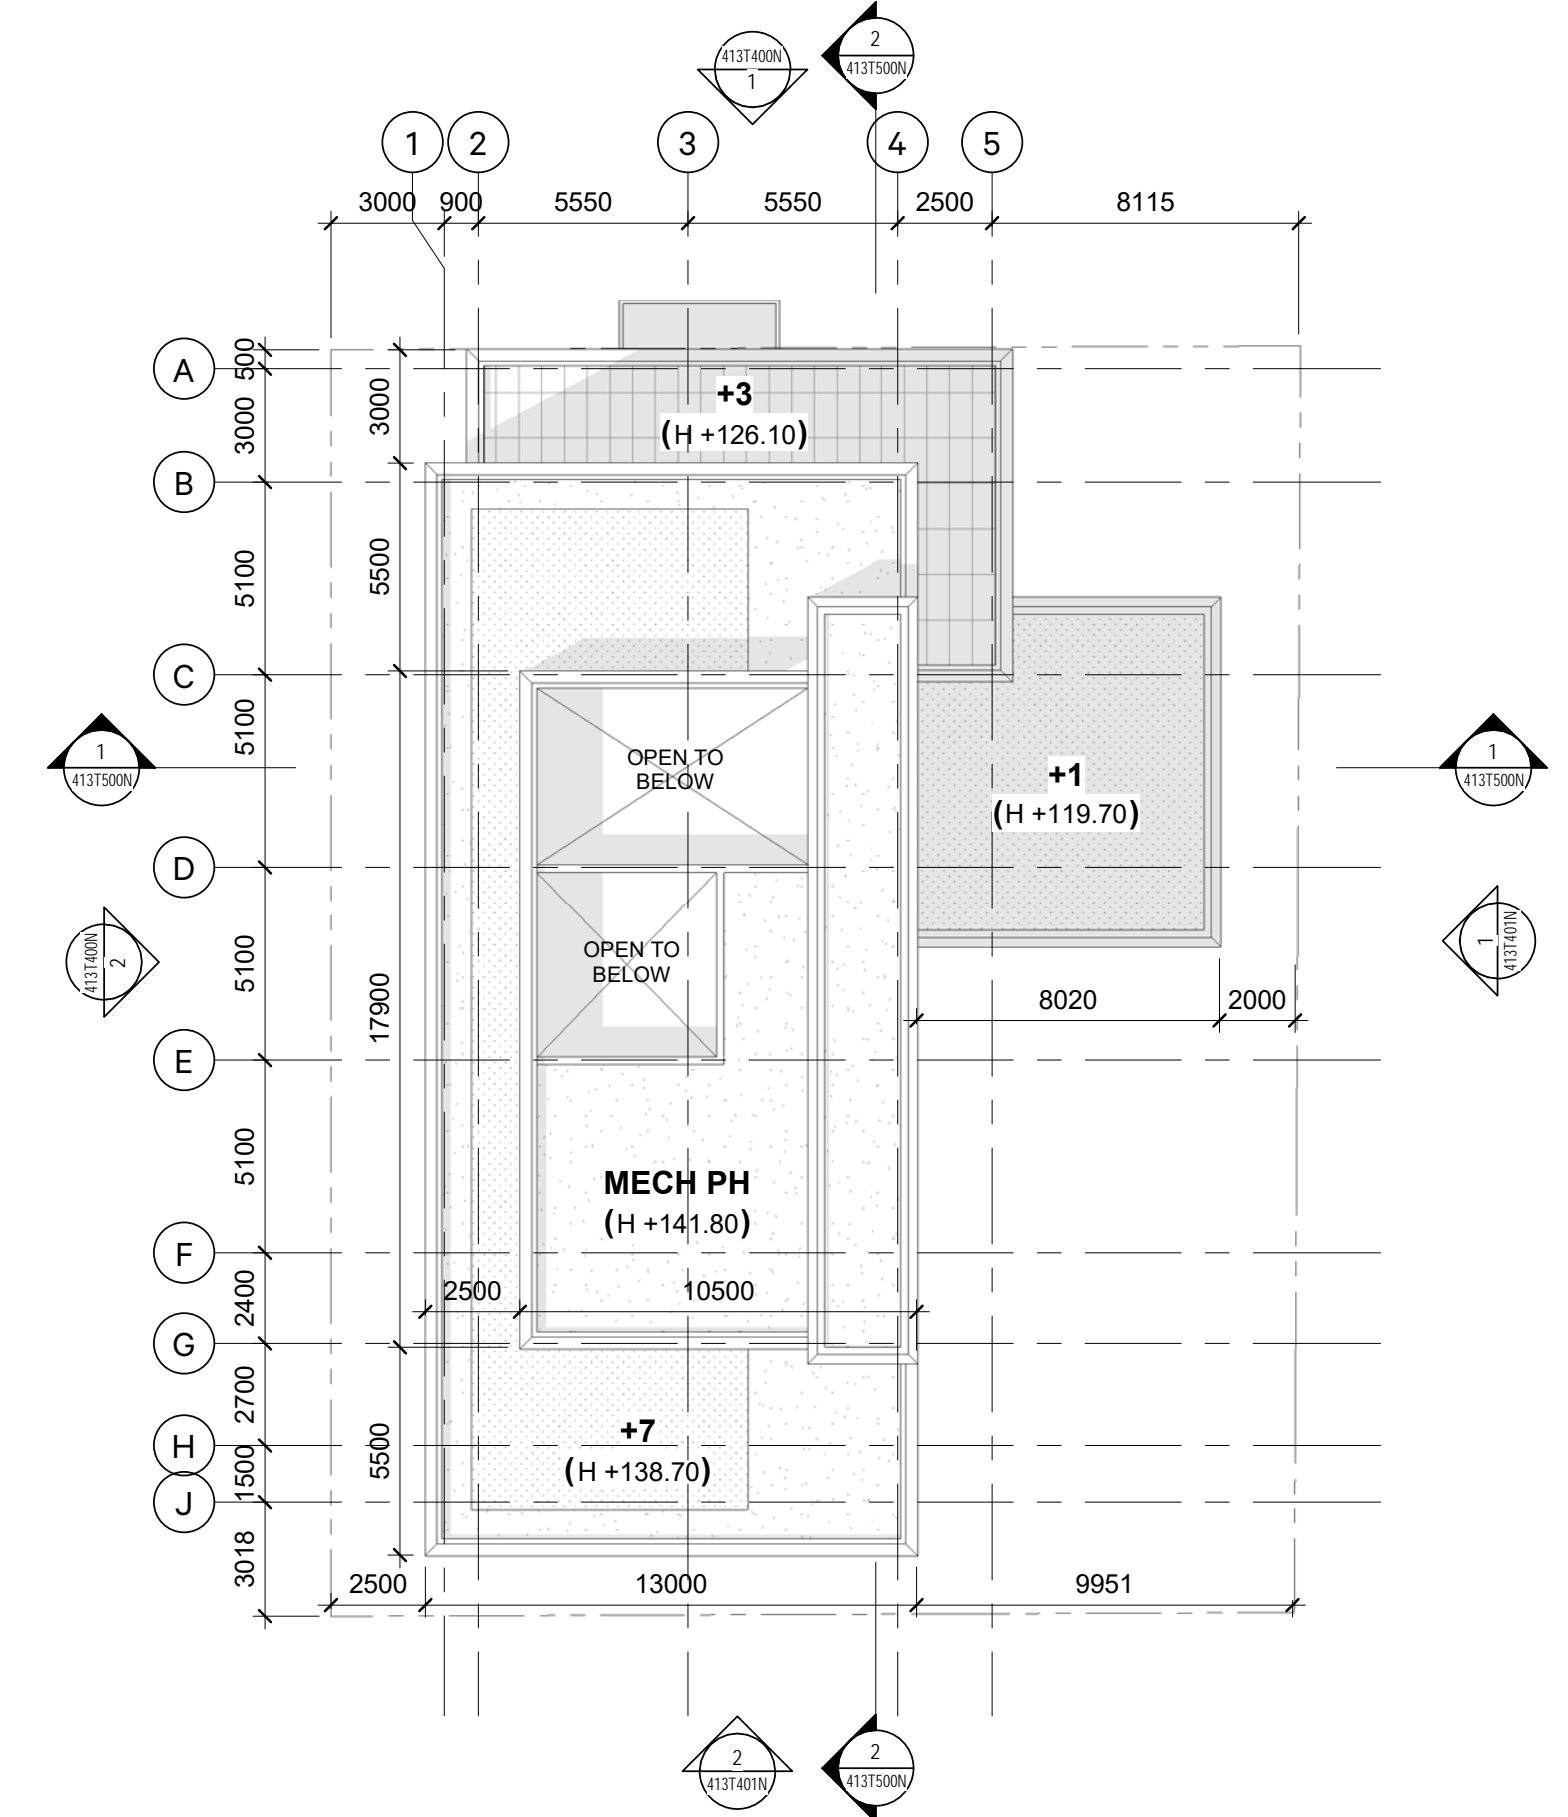 2
413T400N
413T500N
1
1
2
3
4
5
3000
900
5550
5550
2500
8115
A
500
3000
3000
+3
(H +126.10)
B
5100
5500
C
5100
1
413T500N
OPEN TO
BELOW
1
413T500N
+1
(H +119.70)
D
413T400N
2
5100
OPEN TO
BELOW
1
413T401N
17900
8020
2000
E
5100
MECH PH
(H +141.80)
F
2400
2500
10500
G
2700
+7
5500
H
(H +138.70)
1500
J
3018
2500
13000
9951
2
413T401N
2
413T500N